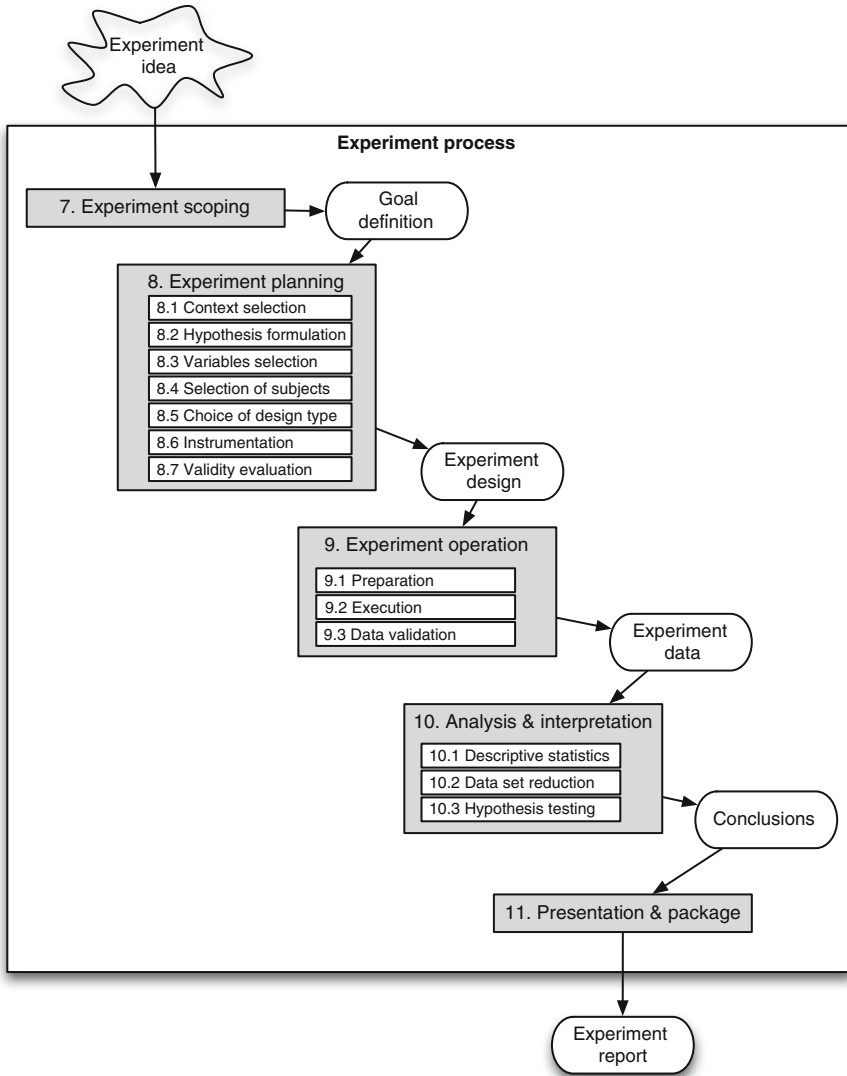 Experiment
idea
Experiment process
7. Experiment scoping
Goal
definition
8. Experiment planning
8.1 Context selection
8.2 Hypothesis formulation
8.3 Variables selection
8.4 Selection of subjects
8.5 Choice of design type
8.6 Instrumentation
8.7 Validity evaluation
Experiment
design
9. Experiment operation
9.1 Preparation
9.2 Execution
9.3 Data validation
Experiment
data
10. Analysis & interpretation
10.1 Descriptive statistics
10.2 Data set reduction
10.3 Hypothesis testing
Conclusions
11. Presentation & package
Experiment
report